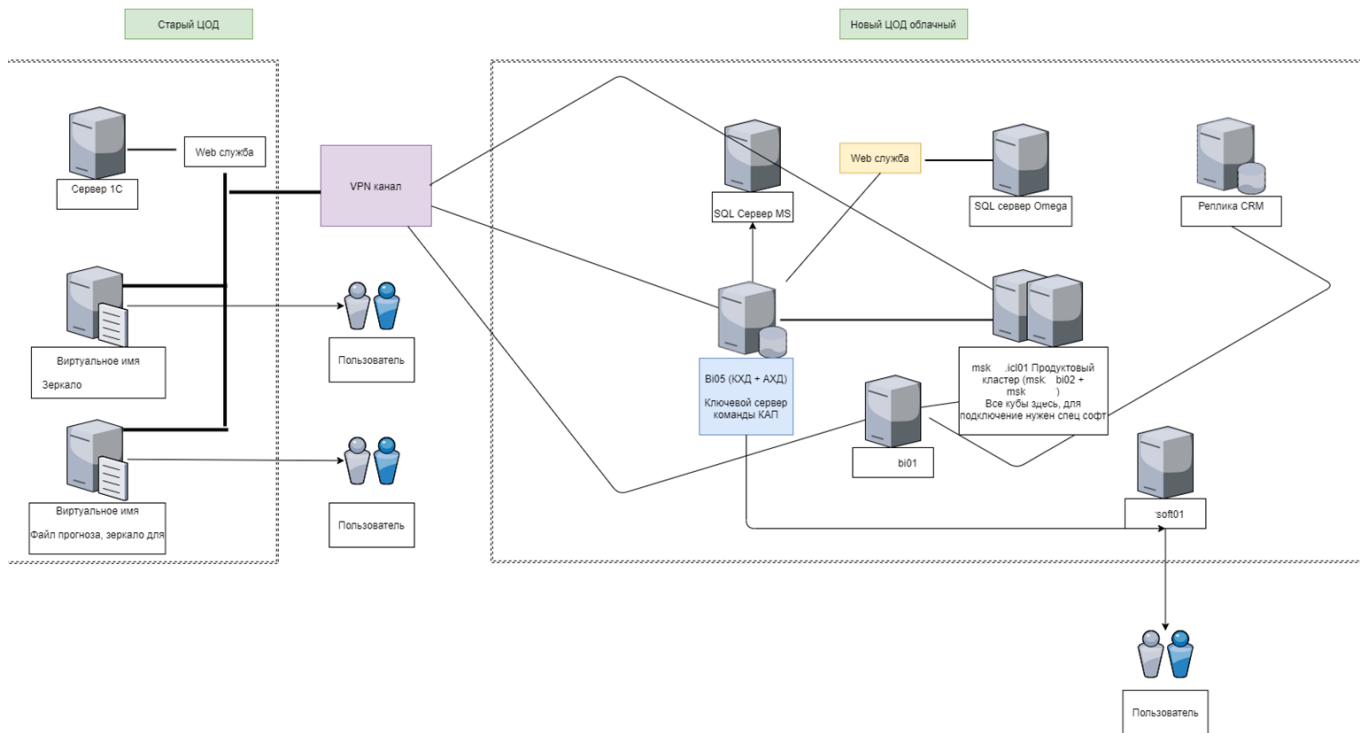 Старый ЦОД
Новый ЦОД облачный
Web служба
Сервер 1С
VPN канал
Виртуальное имя
Зеркало
Пользователь
Виртуальное имя
Файл прогноза, зеркало для
Пользователь
SQL Сервер MS
Web служба
SQL сервер Omega
Реплика CRM
Bi05 (КХД + АХД)
Ключевой сервер
команды КАП
msk .icl01 Продуктовый
кластер (msk bi02 +
msk )
Все кубы здесь, для
подключение нужен спец софт
bi01
soft01
Пользователь